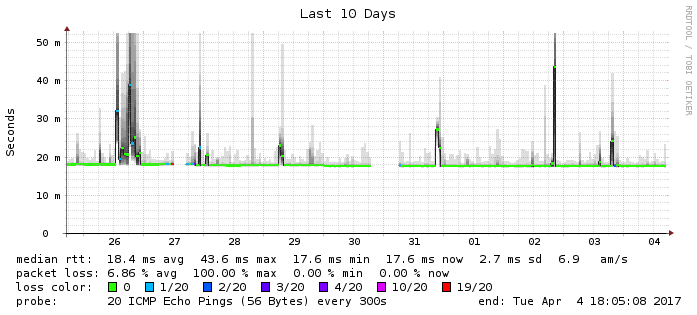 Last 10 Days
RRDTOOL / TOBI OETIKER
Seconds
50 m
40 m
30 m
20 m
10 m
0
26 27 28 29 30 31 01 02 03 04
median rtt: 18.4 ms avg 43.6 ms max 17.6 ms min 17.6 ms now 2.7 ms sd 6.9 am/s
packet loss: 6.86 % avg 100.00 % max 0.00 % min 0.00 % now
loss color: 0 1/20 2/20 3/20 4/20 10/20 19/20
probe: 20 ICMP Echo Pings (56 Bytes) every 300s end: Tue Apr 4 18:05:08 2017